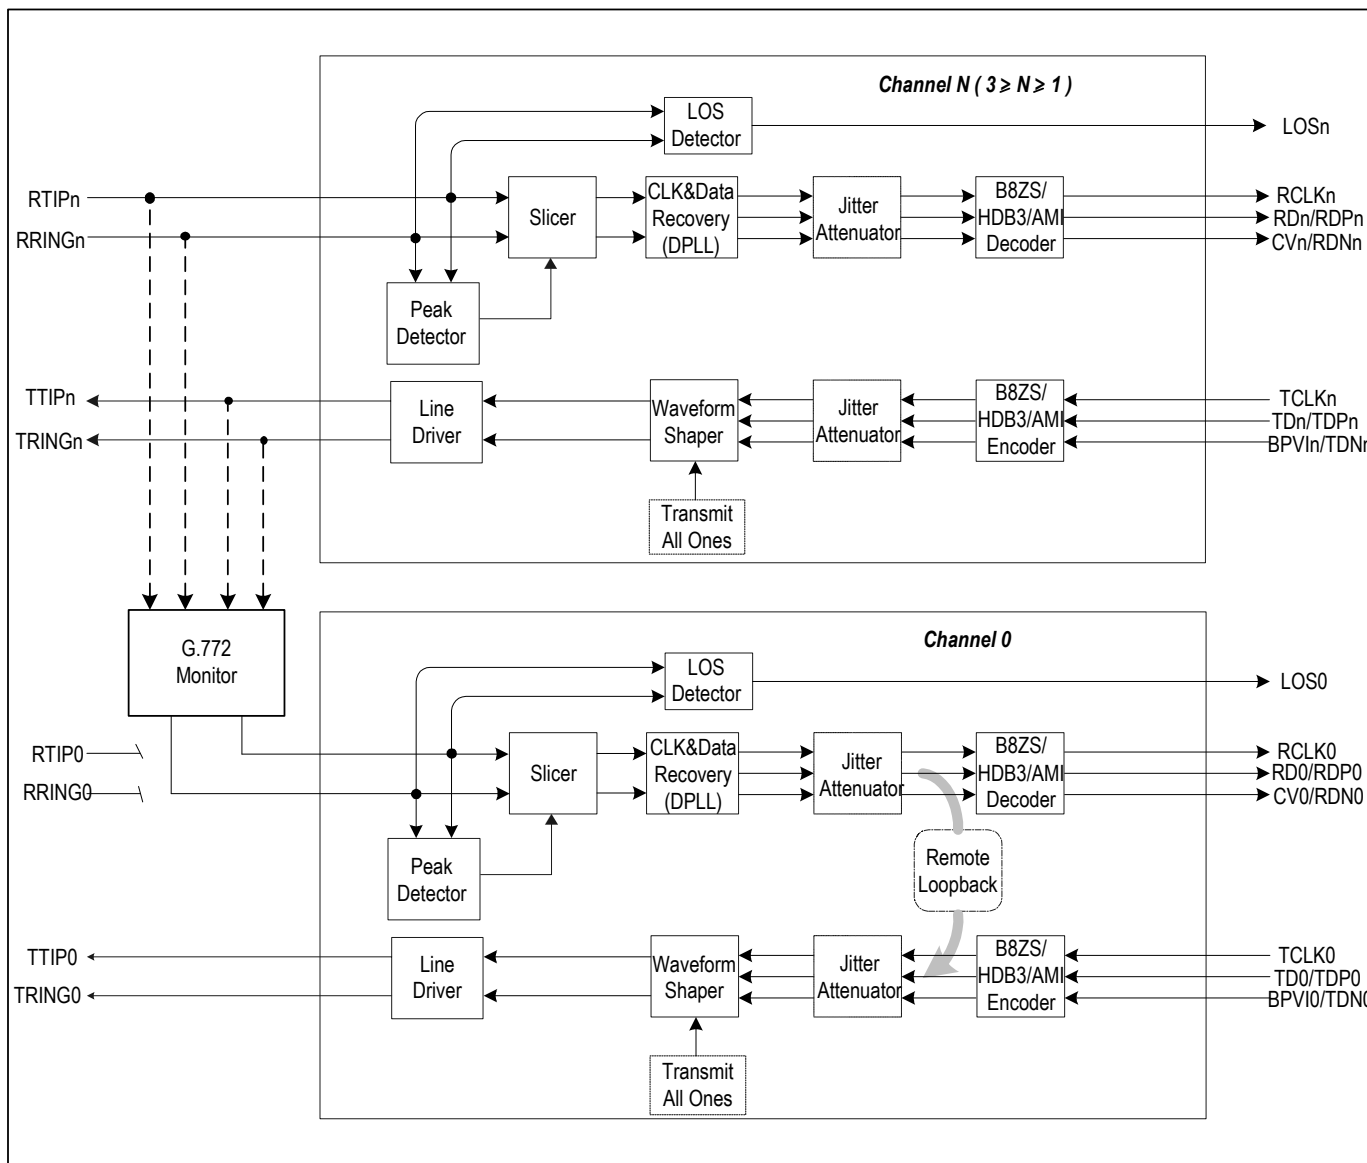 Channel N ( 3 ≥ N ≥ 1 )
LOS
Detector
LOSn
RTIPn
RRINGn
Slicer
CLK&Data
Recovery
(DPLL)
Jitter
Attenuator
B8ZS/
HDB3/AMI
Decoder
RCLKn
RDn/RDPn
CVn/RDNn
Peak
Detector
TTIPn
TRINGn
Line
Driver
Waveform
Shaper
Jitter
Attenuator
B8ZS/
HDB3/AMI
Encoder
TCLKn
TDn/TDPn
BPVIn/TDNn
Transmit
All Ones
G.772
Monitor
Channel 0
LOS
Detector
LOS0
RTIP0
RRING0
Slicer
CLK&Data
Recovery
(DPLL)
Jitter
Attenuator
B8ZS/
HDB3/AMI
Decoder
RCLK0
RD0/RDP0
CV0/RDN0
Peak
Detector
Remote
Loopback
TTIP0
TRING0
Line
Driver
Waveform
Shaper
Jitter
Attenuator
B8ZS/
HDB3/AMI
Encoder
TCLK0
TD0/TDP0
BPVI0/TDN0
Transmit
All Ones